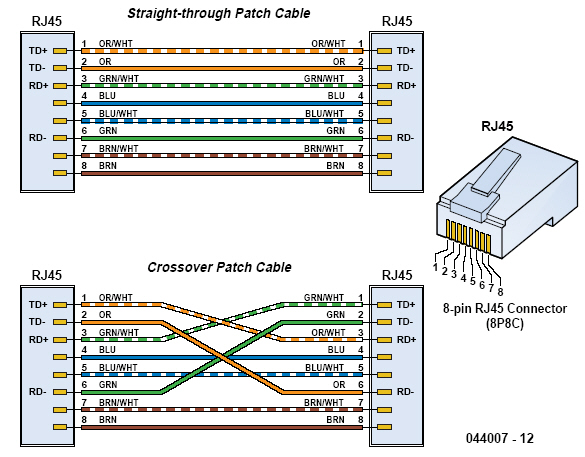 Straight-through Patch Cable
RJ45 RJ45
TD+ 1 OR/WHT OR/WHT 1 TD+
TD- 2 OR OR 2 TD-
RD+ 3 GRN/WHT GRN/WHT 3 RD+
4 BLU BLU 4
5 BLU/WHT BLU/WHT 5
RD- 6 GRN GRN 6 RD-
7 BRN/WHT BRN/WHT 7
8 BRN BRN 8
RJ45
1 2 3 4 5 6 7 8
8-pin RJ45 Connector
(8P8C)
Crossover Patch Cable
RJ45 RJ45
TD+ 1 OR/WHT GRN/WHT 1 TD+
TD- 2 OR GRN 2 TD-
RD+ 3 GRN/WHT OR/WHT 3 RD+
4 BLU BLU 4
5 BLU/WHT BLU/WHT 5
RD- 6 GRN OR 6 RD-
7 BRN/WHT BRN/WHT 7
8 BRN BRN 8
044007 - 12